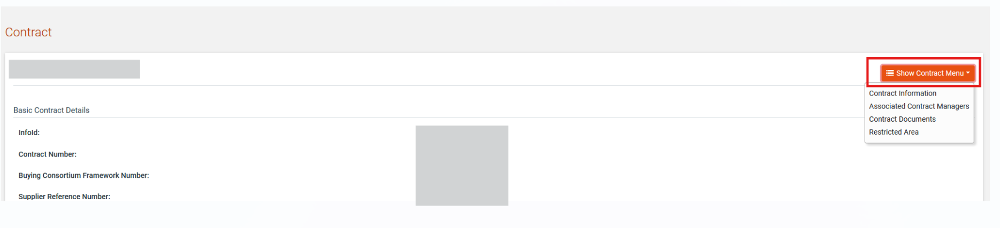 Contract
Show Contract Menu
Contract Information
Associated Contract Managers
Contract Documents
Restricted Area
Basic Contract Details
InfoId:
Contract Number:
Buying Consortium Framework Number:
Supplier Reference Number: